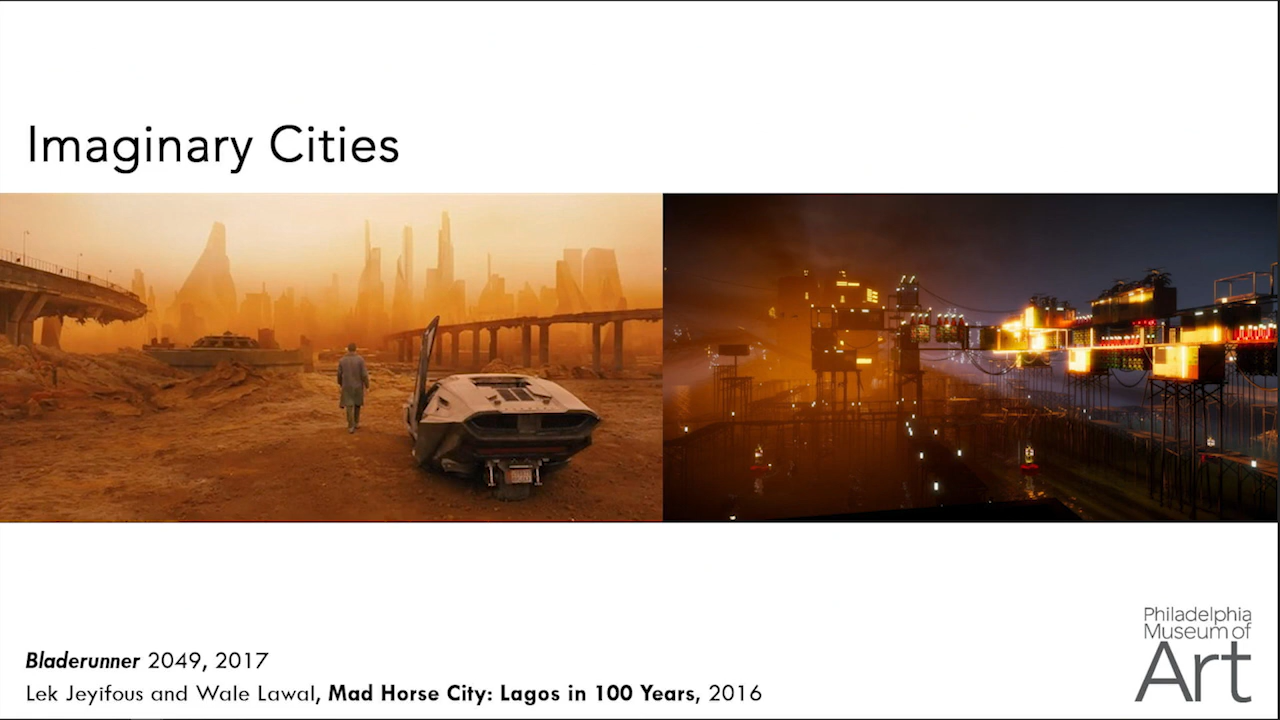 Imaginary Cities
Bladerunner 2049, 2017
Lek Jeyifous and Wale Lawal, Mad Horse City: Lagos in 100 Years, 2016
Philadelphia
Museum of
Art